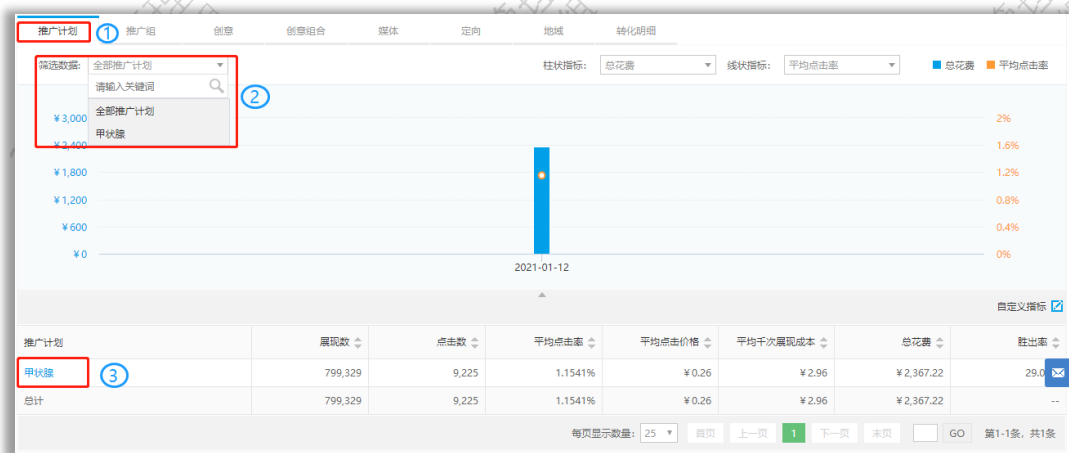 推广计划 ① 推广组 创意 创意组合 媒体 定向 地域 转化明细
筛选数据: 全部推广计划 柱状指标: 总花费 线状指标: 平均点击率 总花费 平均点击率
请输入关键词
②
全部推广计划
甲状腺
¥3,000 2%
¥2,400 1.6%
¥1,800 1.2%
¥1,200 0.8%
¥600 0.4%
¥0 0%
2021-01-12
自定义指标
推广计划 展现数 点击数 平均点击率 平均点击价格 平均千次展现成本 总花费 胜出率
甲状腺 ③ 799,329 9,225 1.1541% ¥0.26 ¥2.96 ¥2,367.22 29.0
总计 799,329 9,225 1.1541% ¥0.26 ¥2.96 ¥2,367.22 --
每页显示数量: 25 首页 上一页 1 下一页 末页 GO 第1-1条, 共1条